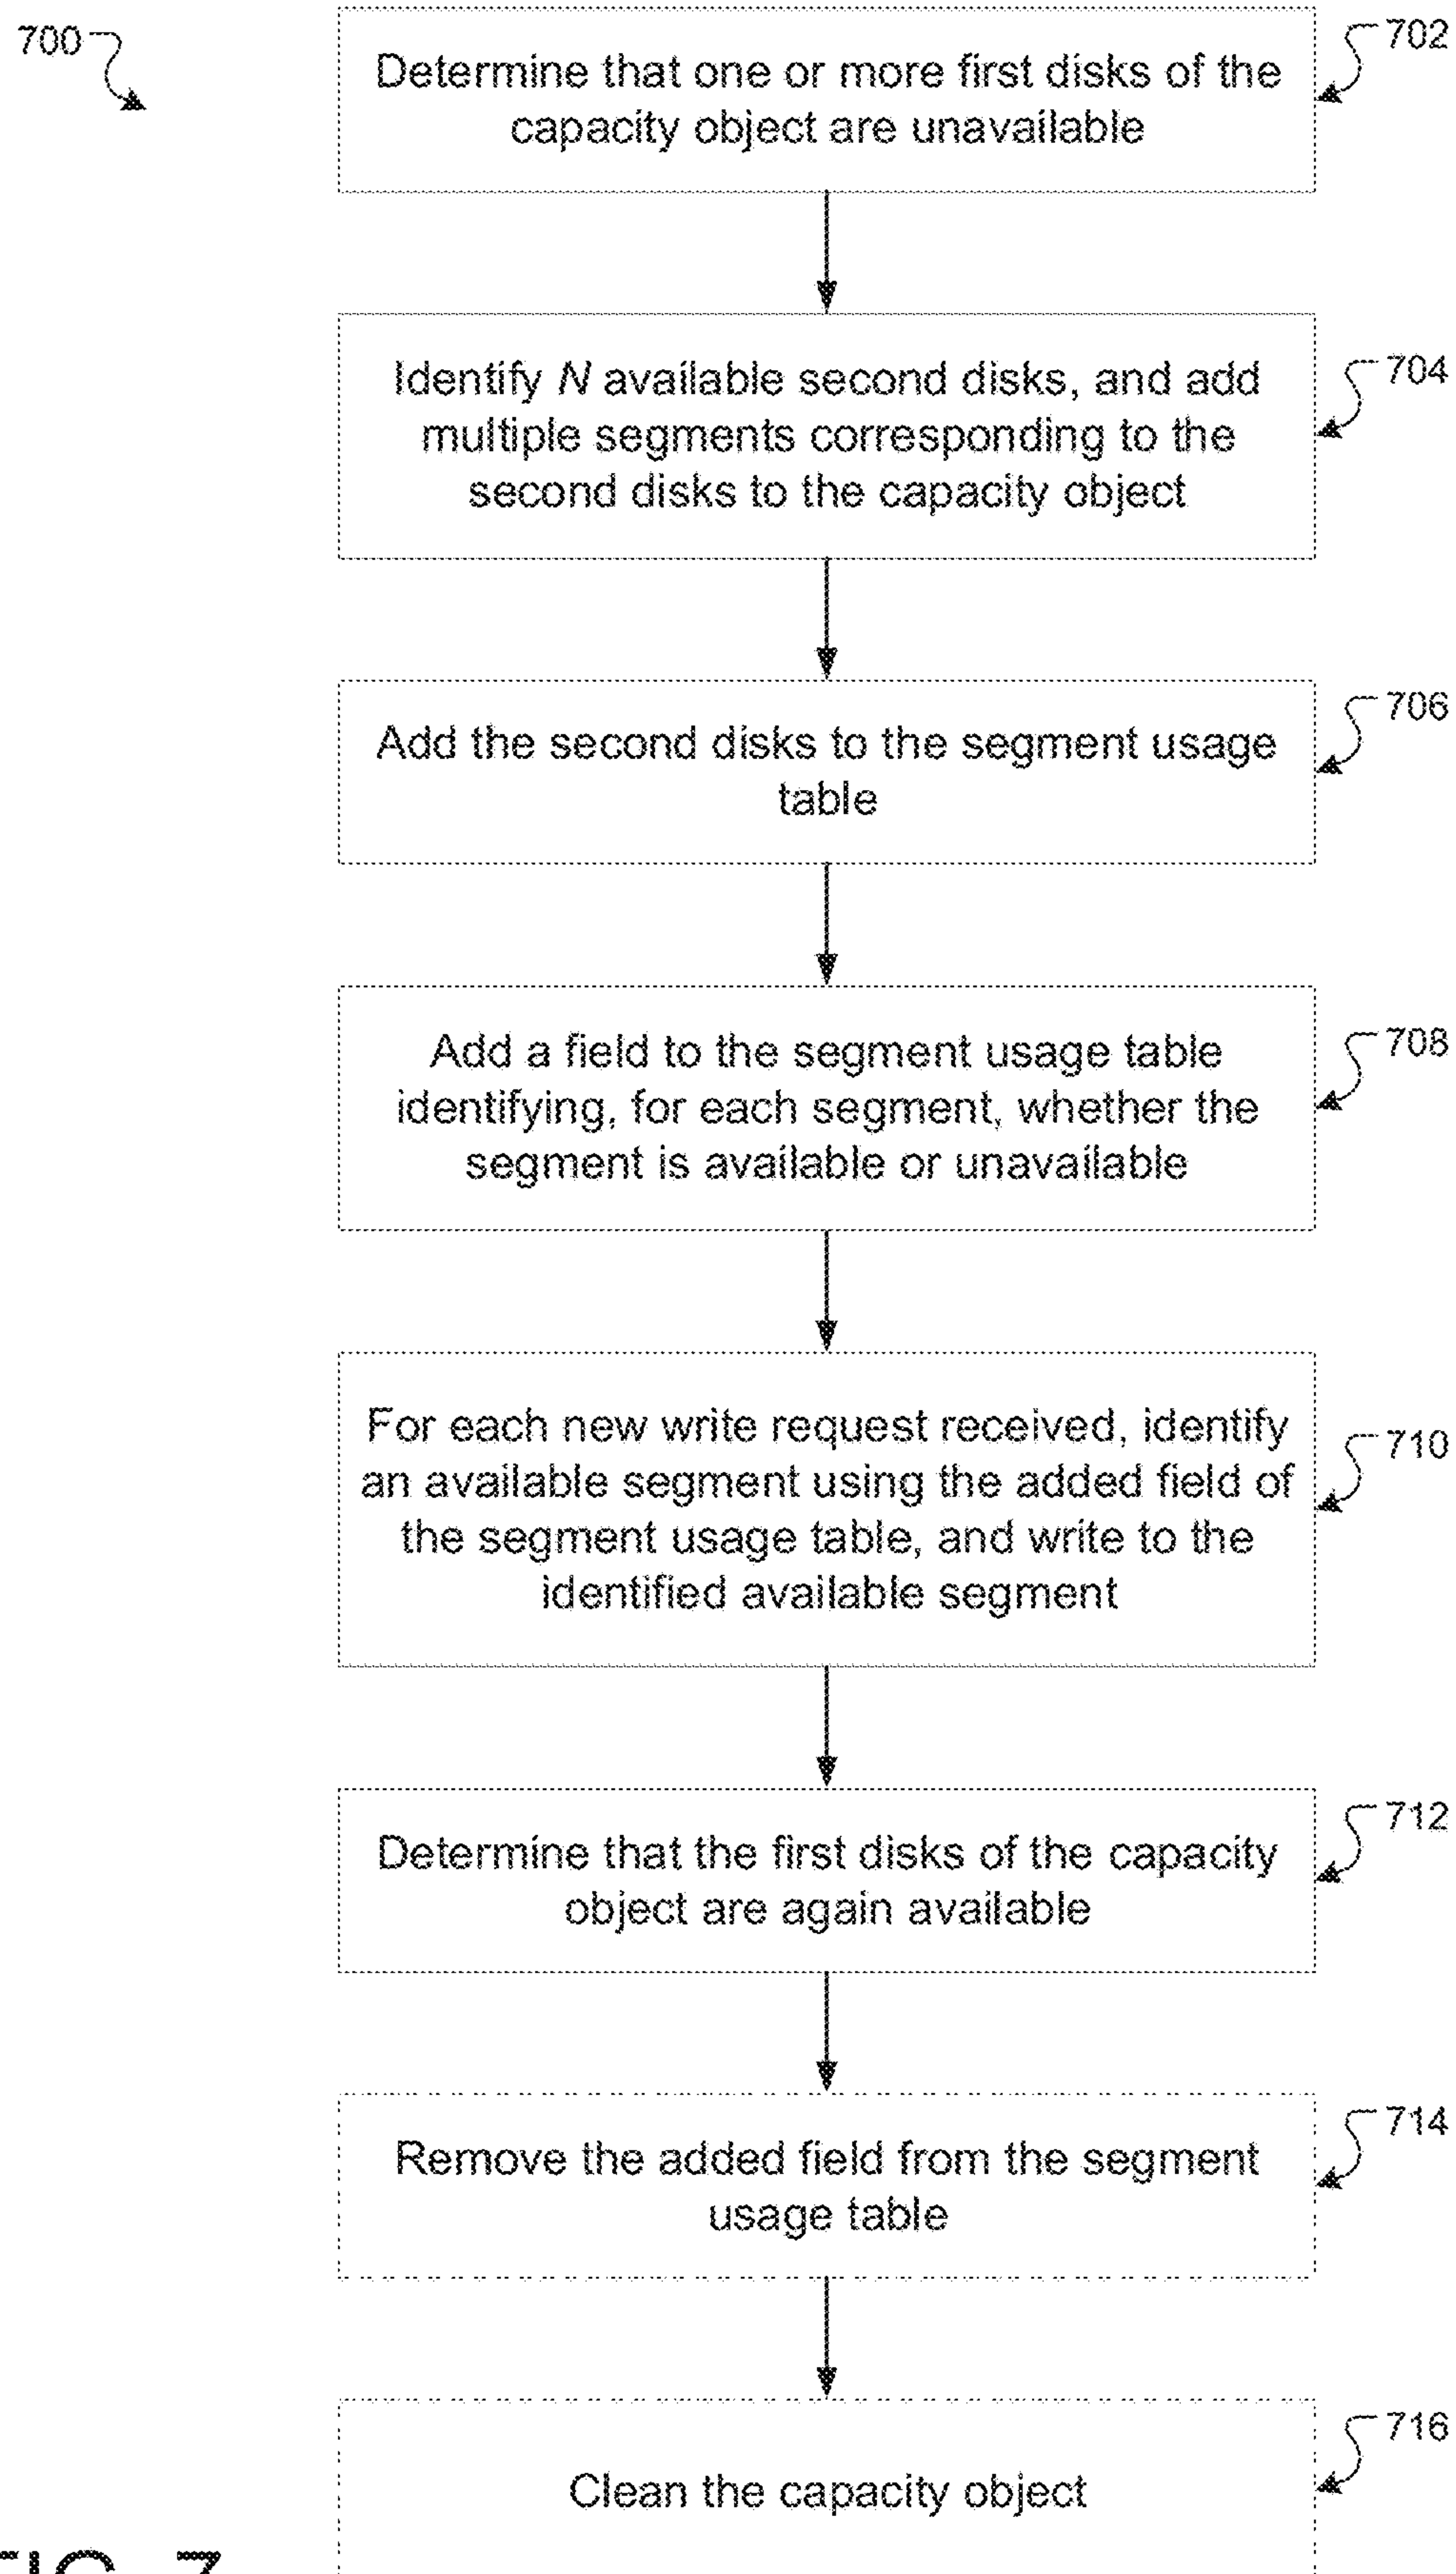 700
702
Determine that one or more first disks of the
capacity object are unavailable
704
Identify N available second disks, and add
multiple segments corresponding to the
second disks to the capacity object
706
Add the second disks to the segment usage
table
708
Add a field to the segment usage table
identifying, for each segment, whether the
segment is available or unavailable
710
For each new write request received, identify
an available segment using the added field of
the segment usage table, and write to the
identified available segment
712
Determine that the first disks of the capacity
object are again available
714
Remove the added field from the segment
usage table
716
Clean the capacity object
FIG. 7